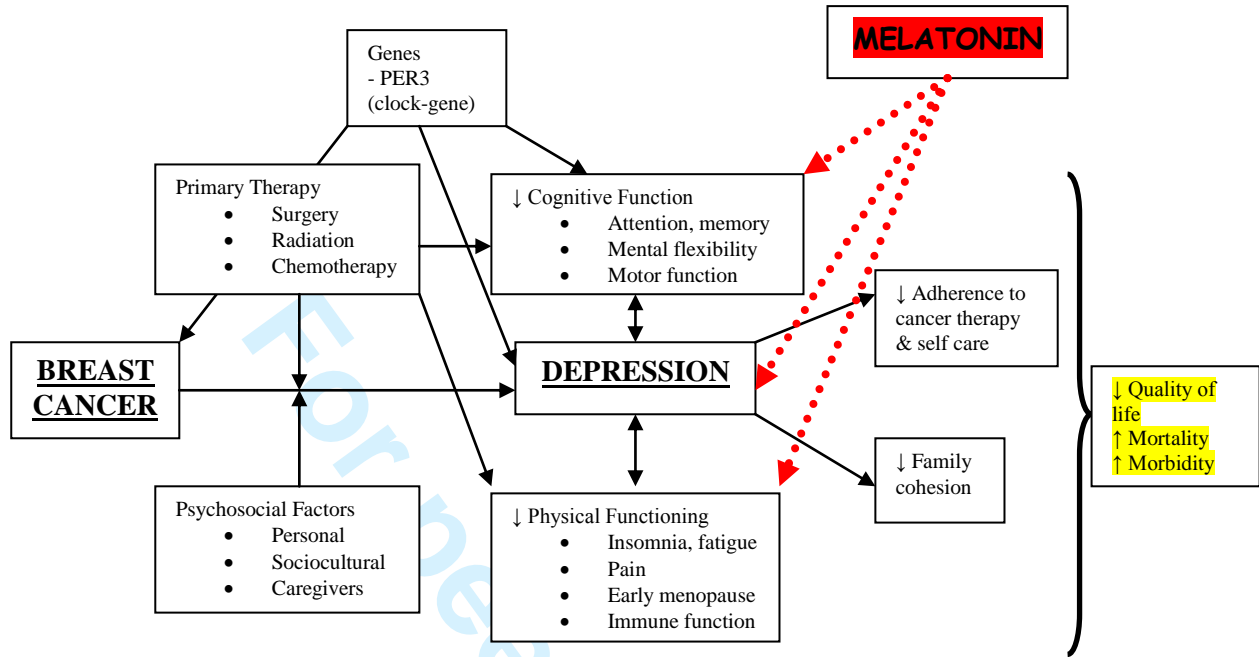 MELATONIN
Genes
- PER3
(clock-gene)
Primary Therapy
• Surgery
• Radiation
• Chemotherapy
↓ Cognitive Function
• Attention, memory
• Mental flexibility
• Motor function
↓ Adherence to
cancer therapy
& self care
BREAST
CANCER
DEPRESSION
↓ Quality of
life
↑ Mortality
↑ Morbidity
↓ Family
cohesion
Psychosocial Factors
• Personal
• Sociocultural
• Caregivers
↓ Physical Functioning
• Insomnia, fatigue
• Pain
• Early menopause
• Immune function
For